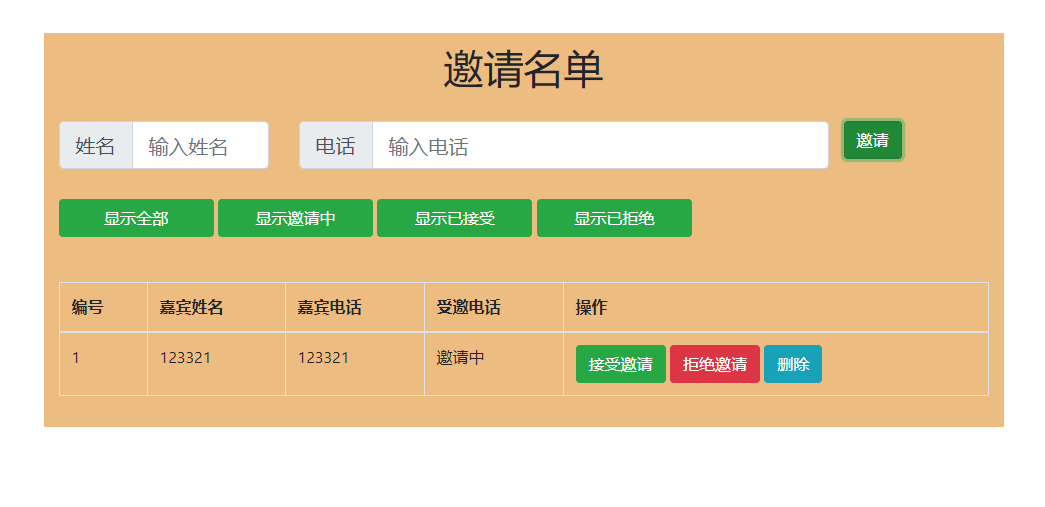 邀请名单
姓名 输入姓名 电话 输入电话 邀请
显示全部 显示邀请中 显示已接受 显示已拒绝
编号 嘉宾姓名 嘉宾电话 受邀电话 操作
1 123321 123321 邀请中 接受邀请 拒绝邀请 删除